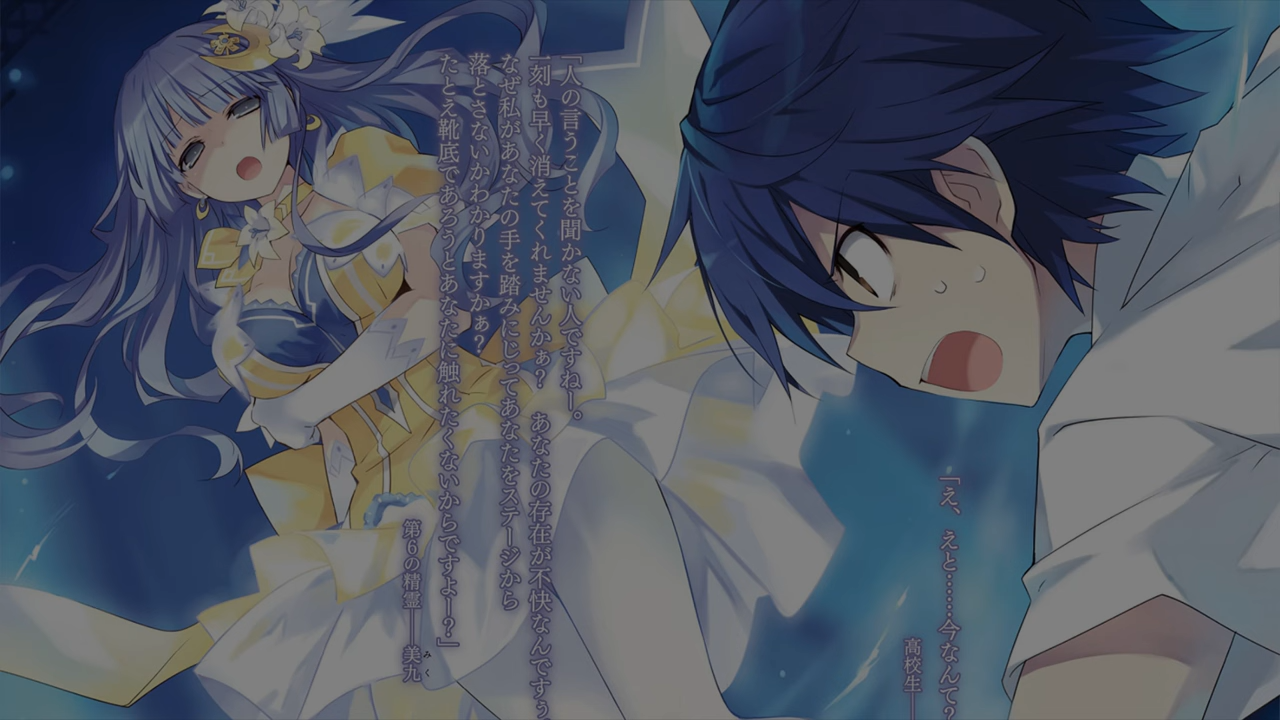 「人の言うことを聞かない人ですねー。
一刻も早く消えてくれませんかぁ？　あなたの存在が不快なんですぅ
なぜ私があなたの手を踏みにじってあなたをステージから
落とさないかわかりますかぁ？
たとえ靴底であろうとあなたに触れたくないからですよー？」
第6の精霊――美九
みく
「え、えと……今なんて？
高校生――